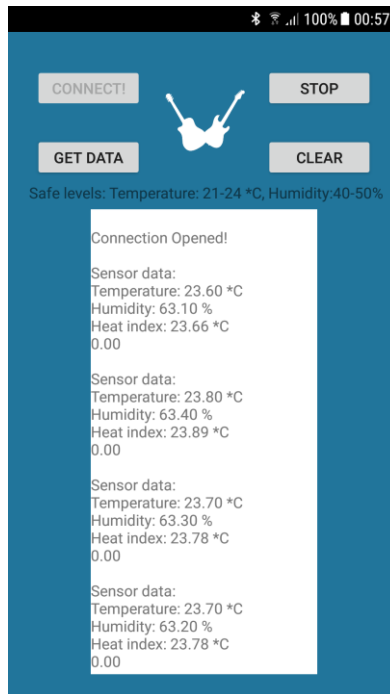 100% 00:57
CONNECT!
STOP
GET DATA
CLEAR
Safe levels: Temperature: 21-24 *C, Humidity:40-50%
Connection Opened!
Sensor data:
Temperature: 23.60 *C
Humidity: 63.10 %
Heat index: 23.66 *C
0.00
Sensor data:
Temperature: 23.80 *C
Humidity: 63.40 %
Heat index: 23.89 *C
0.00
Sensor data:
Temperature: 23.70 *C
Humidity: 63.30 %
Heat index: 23.78 *C
0.00
Sensor data:
Temperature: 23.70 *C
Humidity: 63.20 %
Heat index: 23.78 *C
0.00